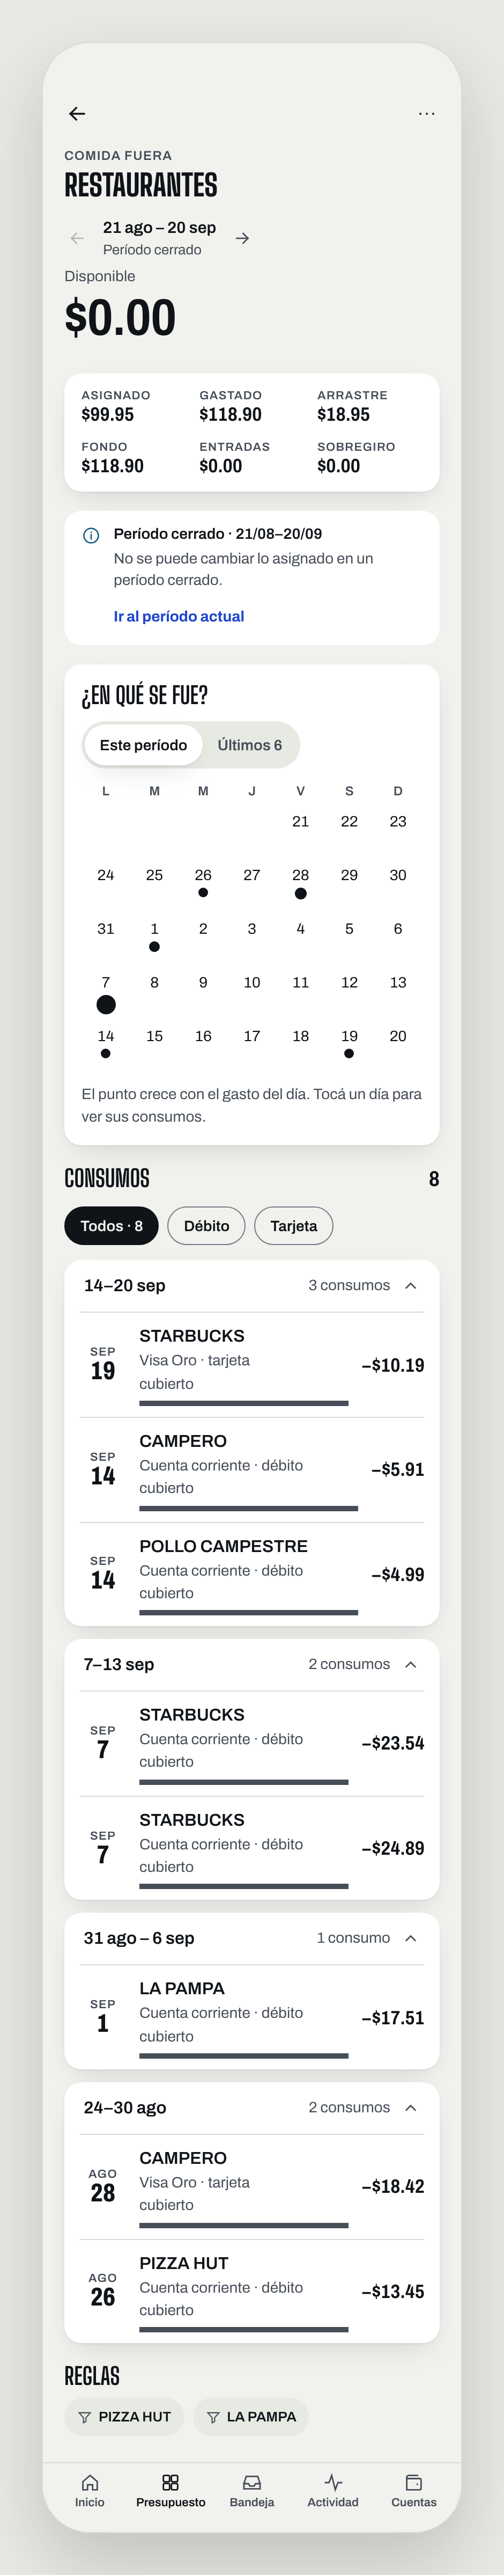 COMIDA FUERA
RESTAURANTES
21 ago – 20 sep
Período cerrado
Disponible
$0.00
ASIGNADO GASTADO ARRASTRE
$99.95 $118.90 $18.95
FONDO ENTRADAS SOBREGIRO
$118.90 $0.00 $0.00
Período cerrado · 21/08–20/09
No se puede cambiar lo asignado en un
período cerrado.
Ir al período actual
¿EN QUÉ SE FUE?
Este período Últimos 6
L M M J V S D
21 22 23
24 25 26 27 28 29 30
31 1 2 3 4 5 6
7 8 9 10 11 12 13
14 15 16 17 18 19 20
El punto crece con el gasto del día. Tocá un día para
ver sus consumos.
CONSUMOS 8
Todos · 8 Débito Tarjeta
14–20 sep 3 consumos
SEP 19 STARBUCKS
Visa Oro · tarjeta –$10.19
cubierto
SEP 14 CAMPERO
Cuenta corriente · débito –$5.91
cubierto
SEP 14 POLLO CAMPESTRE
Cuenta corriente · débito –$4.99
cubierto
7–13 sep 2 consumos
SEP 7 STARBUCKS
Cuenta corriente · débito –$23.54
cubierto
SEP 7 STARBUCKS
Cuenta corriente · débito –$24.89
cubierto
31 ago – 6 sep 1 consumo
SEP 1 LA PAMPA
Cuenta corriente · débito –$17.51
cubierto
24–30 ago 2 consumos
AGO 28 CAMPERO
Visa Oro · tarjeta –$18.42
cubierto
AGO 26 PIZZA HUT
Cuenta corriente · débito –$13.45
cubierto
REGLAS
PIZZA HUT LA PAMPA
Inicio Presupuesto Bandeja Actividad Cuentas